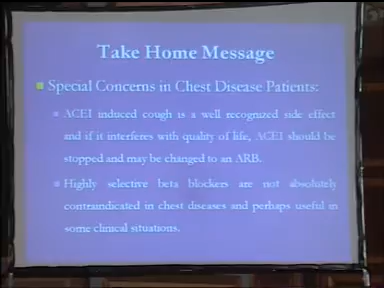 Take Home Message
Special Concerns in Chest Disease Patients:
ACEI induced cough is a well recognized side effect
and if it interferes with quality of life, ACEI should be
stopped and may be changed to an ARB.
Highly selective beta blockers are not absolutely
contraindicated in chest diseases and perhaps useful in
some clinical situations.